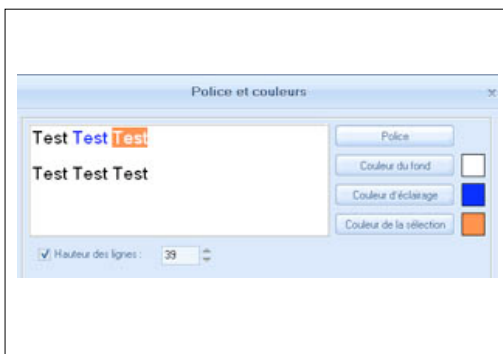 Police et couleurs
Test Test Test
Test Test Test
Police
Couleur du fond
Couleur d'éclairage
Couleur de la sélection
Hauteur des lignes : 39